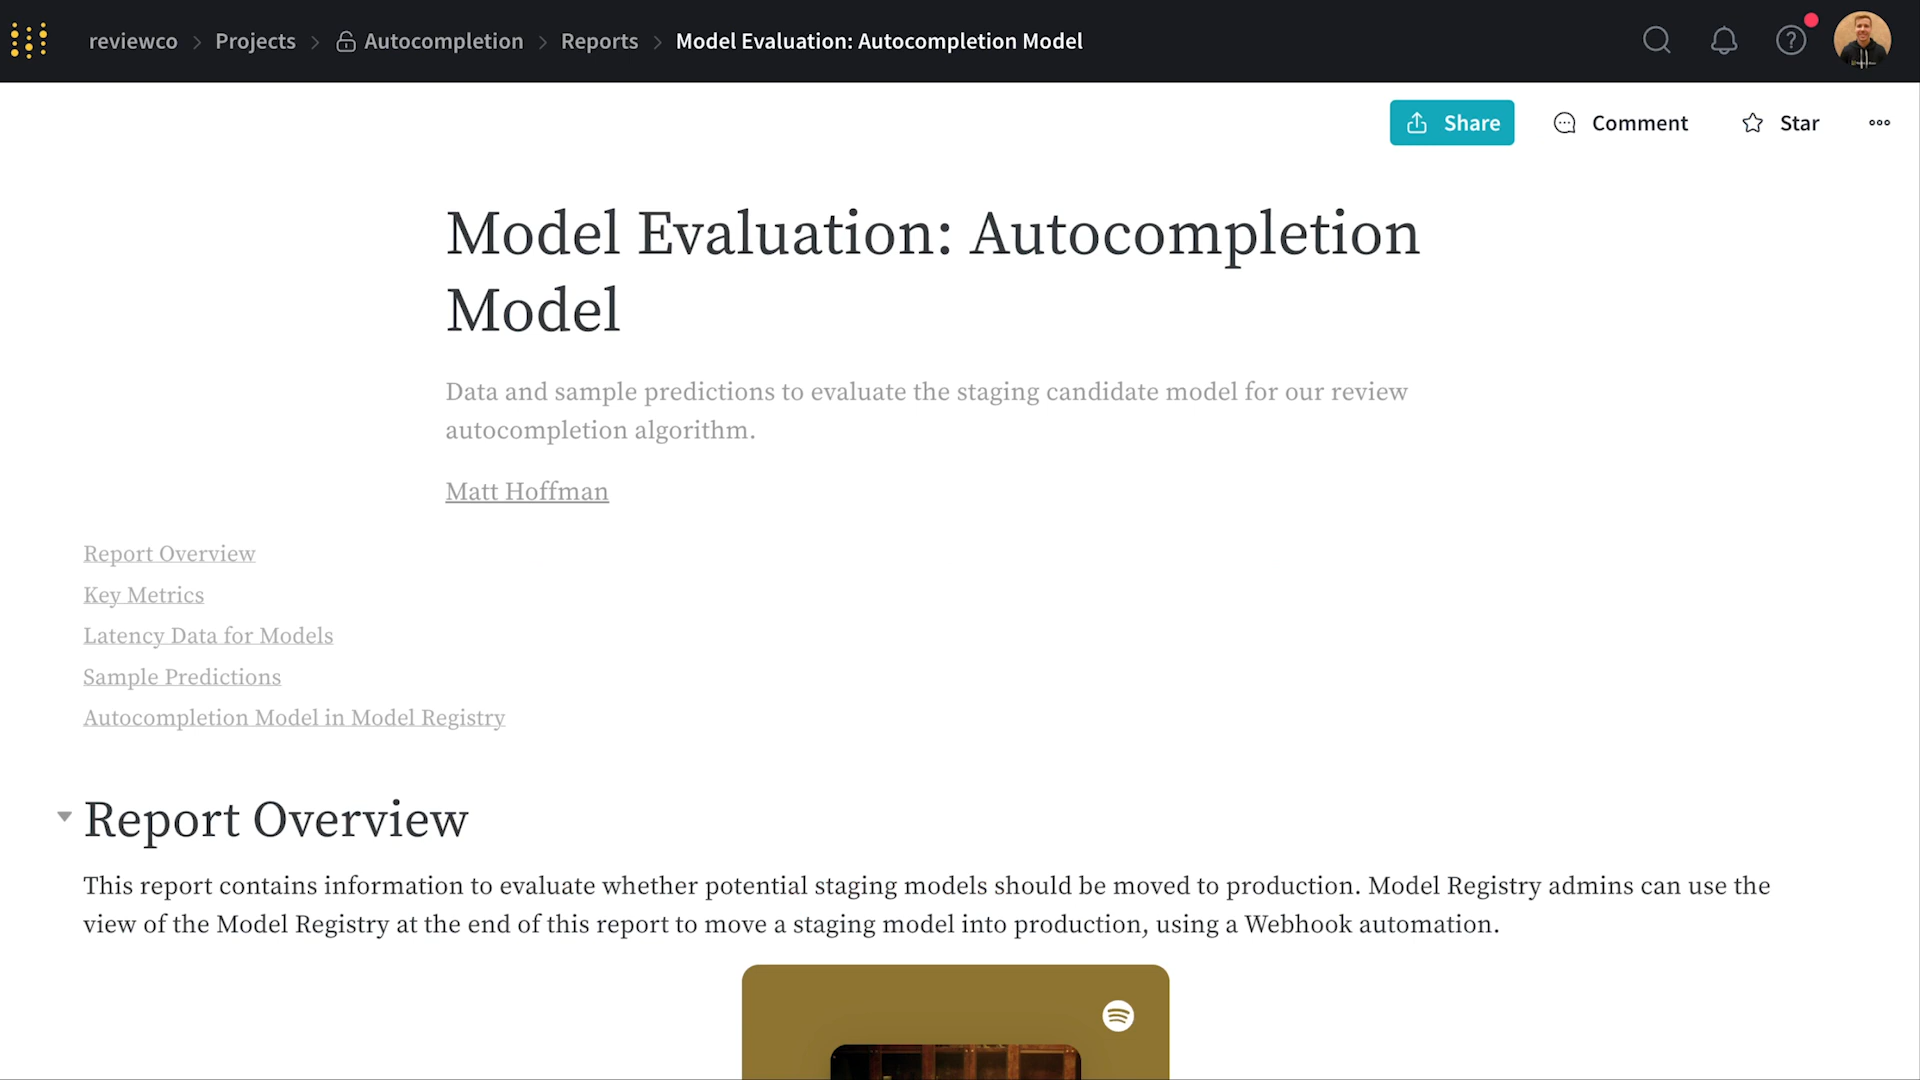 reviewco > Projects > Autocompletion > Reports > Model Evaluation: Autocompletion Model
Share Comment Star
Model Evaluation: Autocompletion
Model
Data and sample predictions to evaluate the staging candidate model for our review
autocompletion algorithm.
Matt Hoffman
Report Overview
Key Metrics
Latency Data for Models
Sample Predictions
Autocompletion Model in Model Registry
Report Overview
This report contains information to evaluate whether potential staging models should be moved to production. Model Registry admins can use the
view of the Model Registry at the end of this report to move a staging model into production, using a Webhook automation.